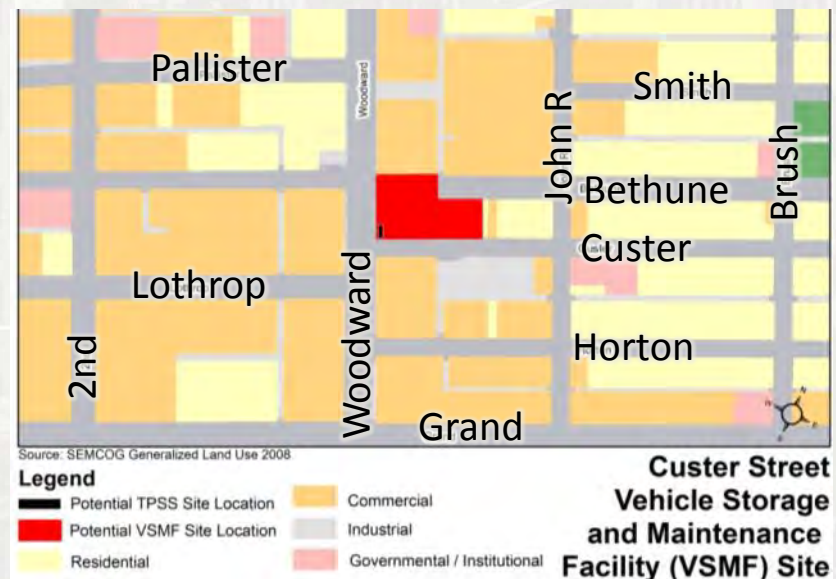 Pallister
Woodward
Smith
John R
Brush
Bethune
Custer
Lothrop
Woodward
2nd
Horton
Grand
Source: SEMCOG Generalized Land Use 2008
Legend
Potential TPSS Site Location
Potential VSMF Site Location
Residential
Commercial
Industrial
Governmental / Institutional
Custer Street
Vehicle Storage
and Maintenance
Facility (VSMF) Site